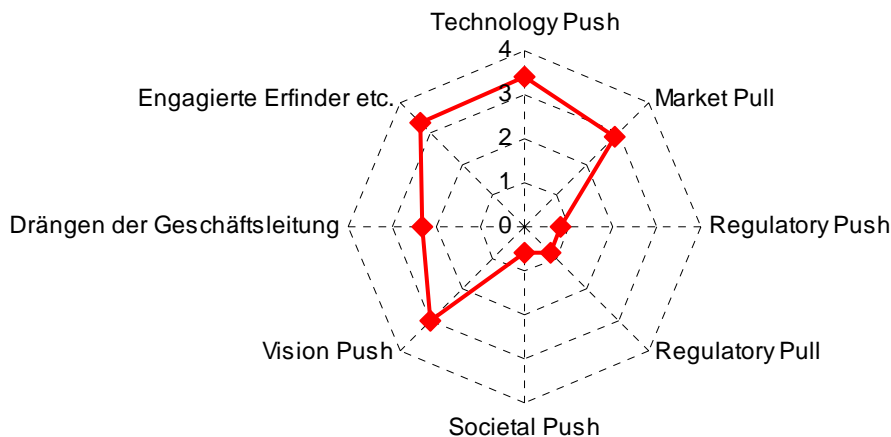 Technology Push
4
Engagierte Erfinder etc.
3
Market Pull
2
1
Drängen der Geschäftsleitung
0
Regulatory Push
Vision Push
Regulatory Pull
Societal Push